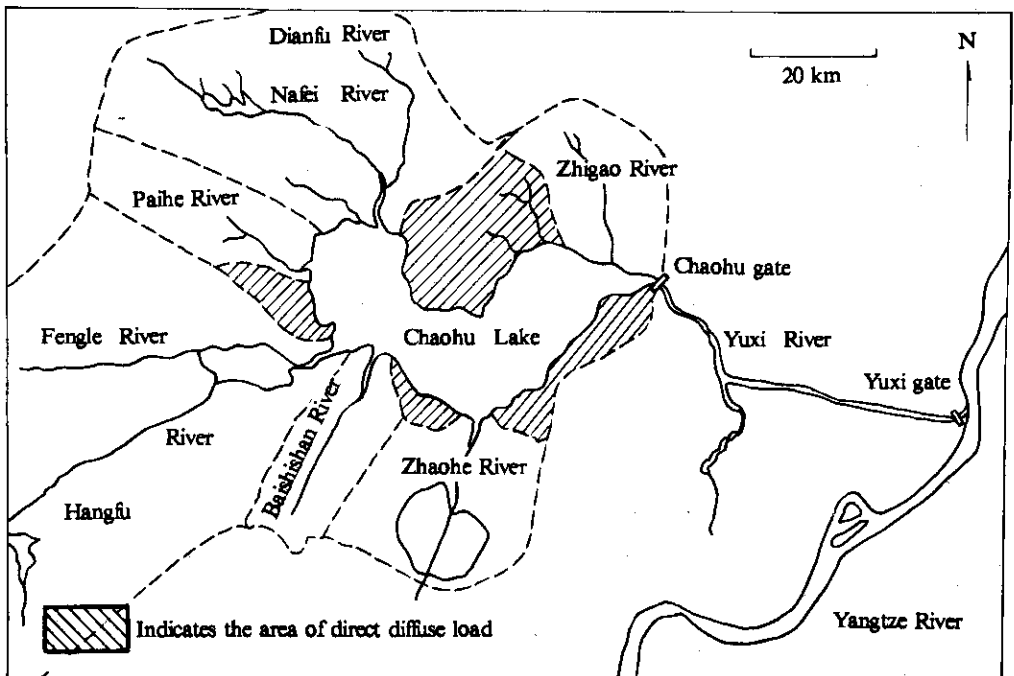 Dianfu River
N
20 km
Nafei River
Zhigao River
Paihe River
Chaohu gate
Fengle River
Chaohu Lake
Yuxi River
Yuxi gate
Baishishan River
River
Zhaohe River
Hangfu
Indicates the area of direct diffuse load
Yangtze River